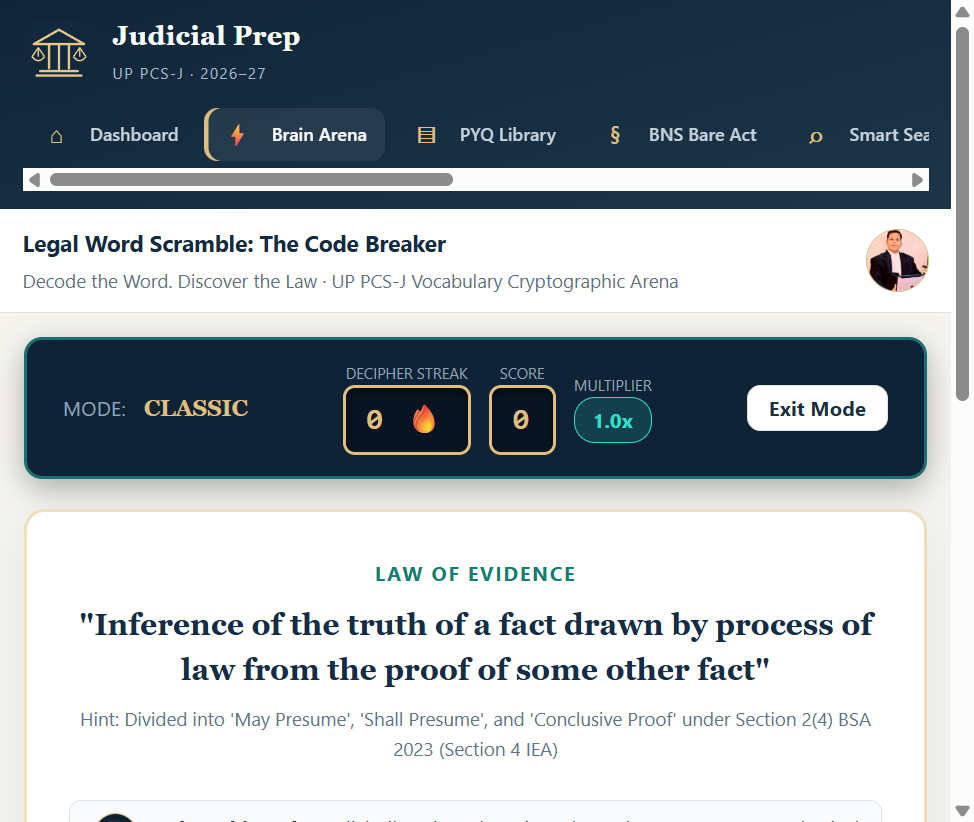 Judicial Prep
UP PCS-J · 2026–27
Dashboard Brain Arena PYQ Library § BNS Bare Act Smart Sea
Legal Word Scramble: The Code Breaker
Decode the Word. Discover the Law · UP PCS-J Vocabulary Cryptographic Arena
MODE: CLASSIC
DECIPHER STREAK
0
SCORE
0
MULTIPLIER
1.0x
Exit Mode
LAW OF EVIDENCE
"Inference of the truth of a fact drawn by process of
law from the proof of some other fact"
Hint: Divided into 'May Presume', 'Shall Presume', and 'Conclusive Proof' under Section 2(4) BSA
2023 (Section 4 IEA)